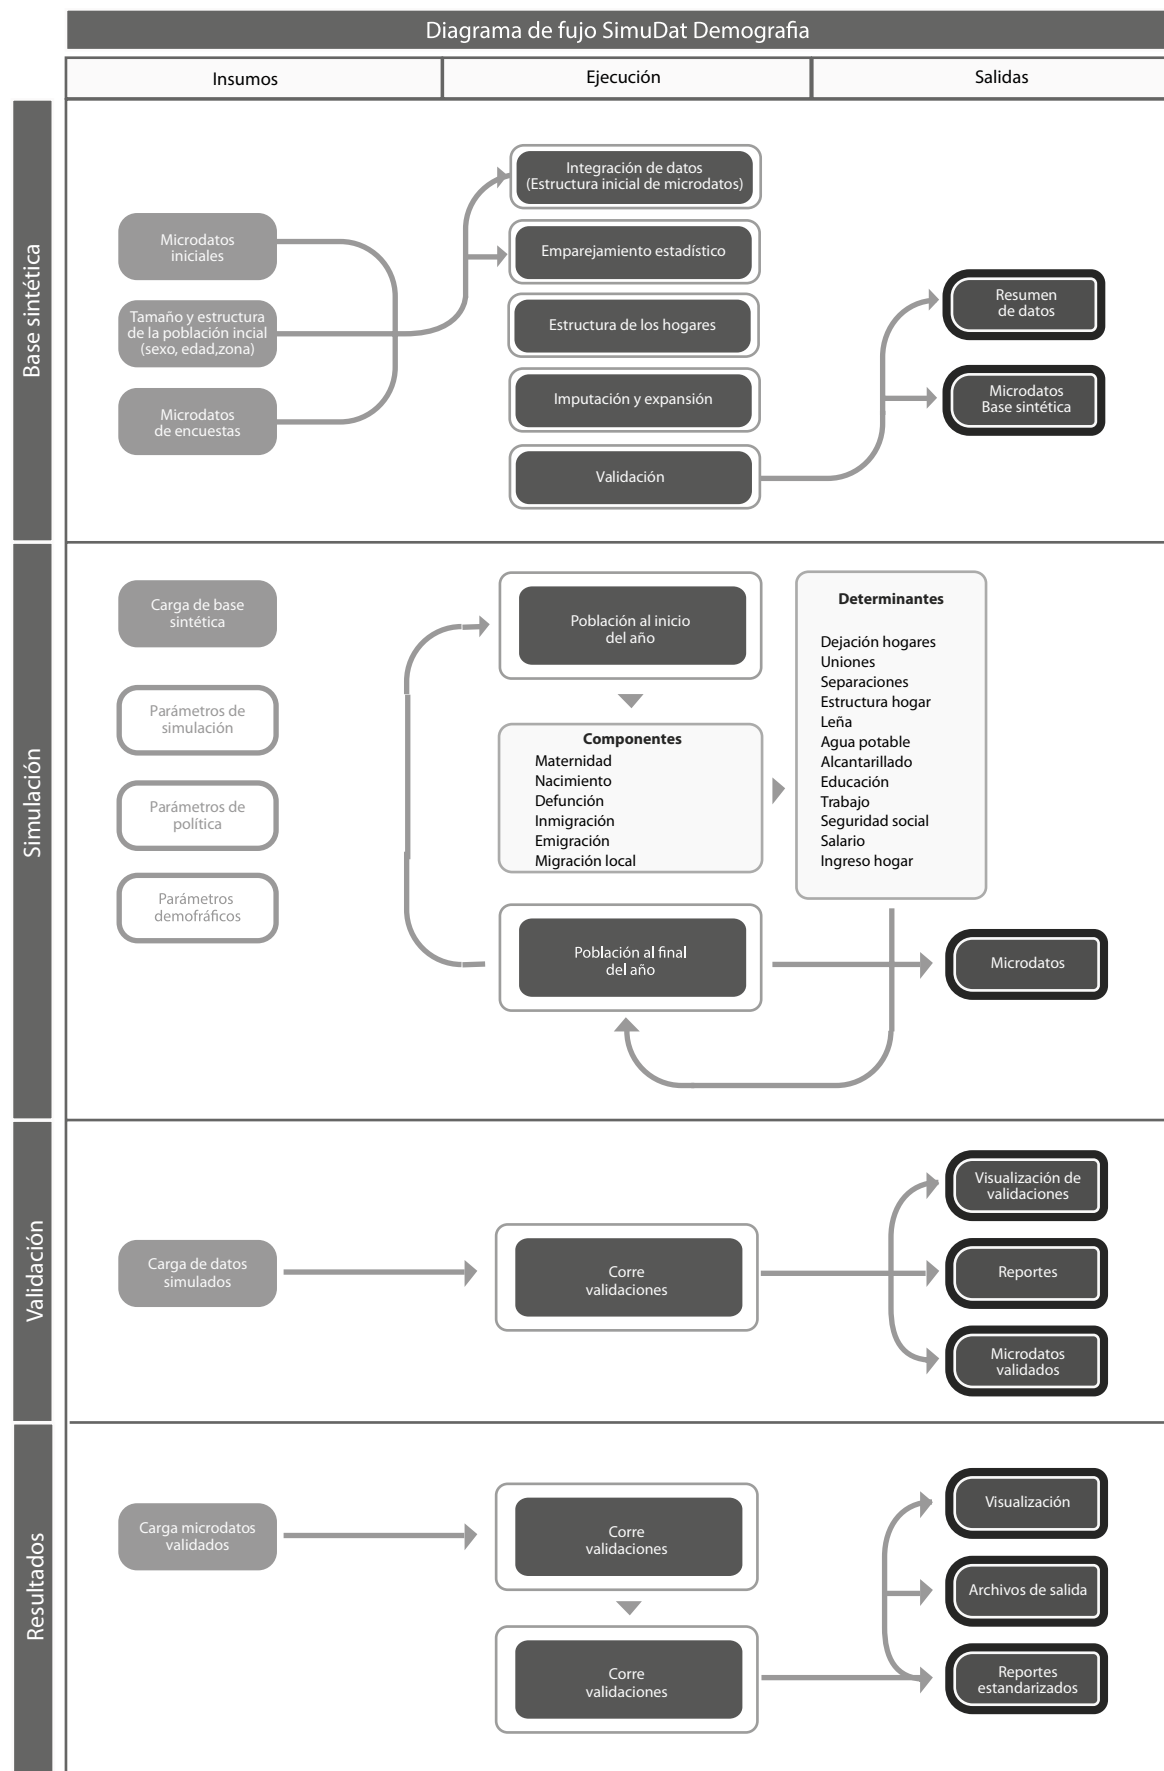 Diagrama de fujo SimuDat Demografia
Insumos
Ejecución
Salidas
Base sintética
Microdatos
iniciales
Tamaño y estructura
de la población incial
(sexo, edad,zona)
Microdatos
de encuestas
Integración de datos
(Estructura inicial de microdatos)
Emparejamiento estadístico
Estructura de los hogares
Imputación y expansión
Validación
Resumen
de datos
Microdatos
Base sintética
Simulación
Carga de base
sintética
Parámetros de
simulación
Parámetros de
política
Parámetros
demofráficos
Población al inicio
del año
Componentes
Maternidad
Nacimiento
Defunción
Inmigración
Emigración
Migración local
Población al final
del año
Determinantes
Dejación hogares
Uniones
Separaciones
Estructura hogar
Leña
Agua potable
Alcantarillado
Educación
Trabajo
Seguridad social
Salario
Ingreso hogar
Microdatos
Validación
Carga de datos
simulados
Corre
validaciones
Visualización de
validaciones
Reportes
Microdatos
validados
Resultados
Carga microdatos
validados
Corre
validaciones
Corre
validaciones
Visualización
Archivos de salida
Reportes
estandarizados